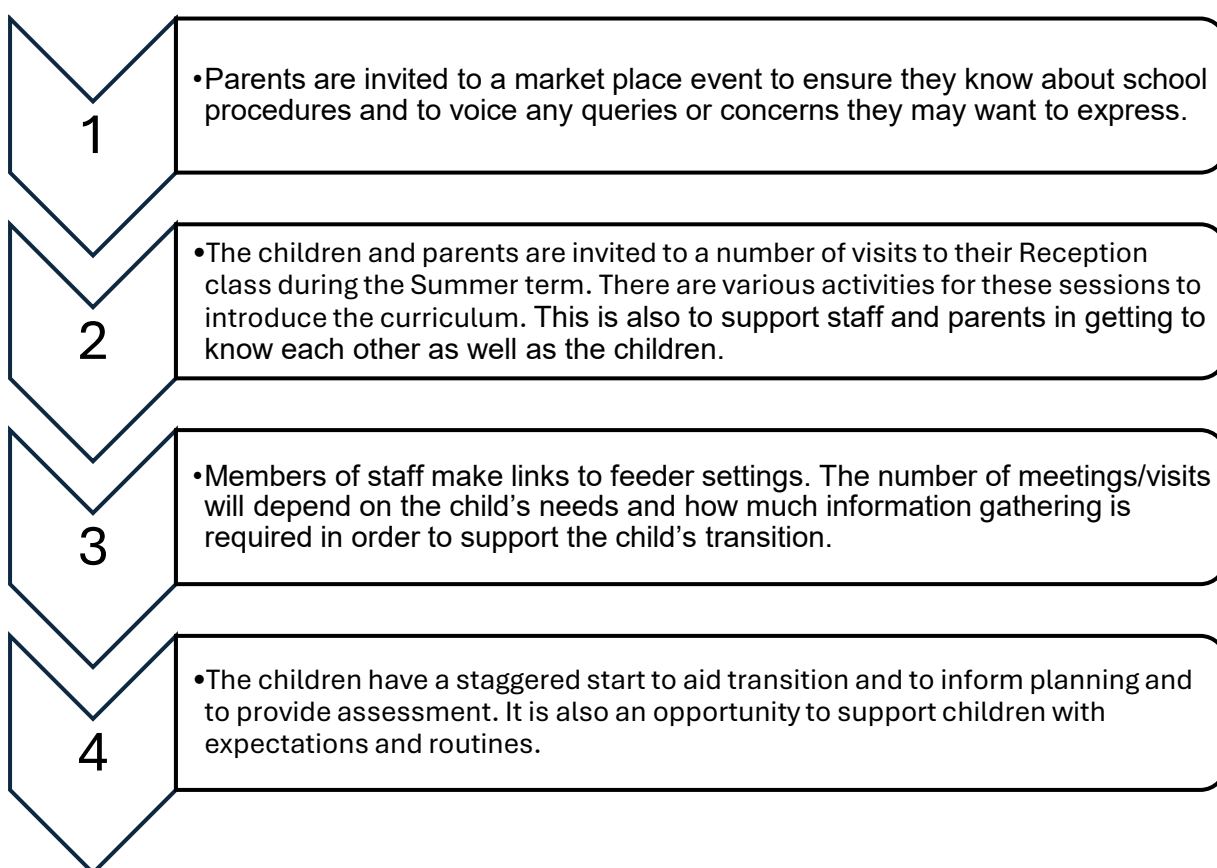 1
•Parents are invited to a market place event to ensure they know about school
procedures and to voice any queries or concerns they may want to express.
2
•The children and parents are invited to a number of visits to their Reception
class during the Summer term. There are various activities for these sessions to
introduce the curriculum. This is also to support staff and parents in getting to
know each other as well as the children.
3
•Members of staff make links to feeder settings. The number of meetings/visits
will depend on the child’s needs and how much information gathering is
required in order to support the child’s transition.
4
•The children have a staggered start to aid transition and to inform planning and
to provide assessment. It is also an opportunity to support children with
expectations and routines.